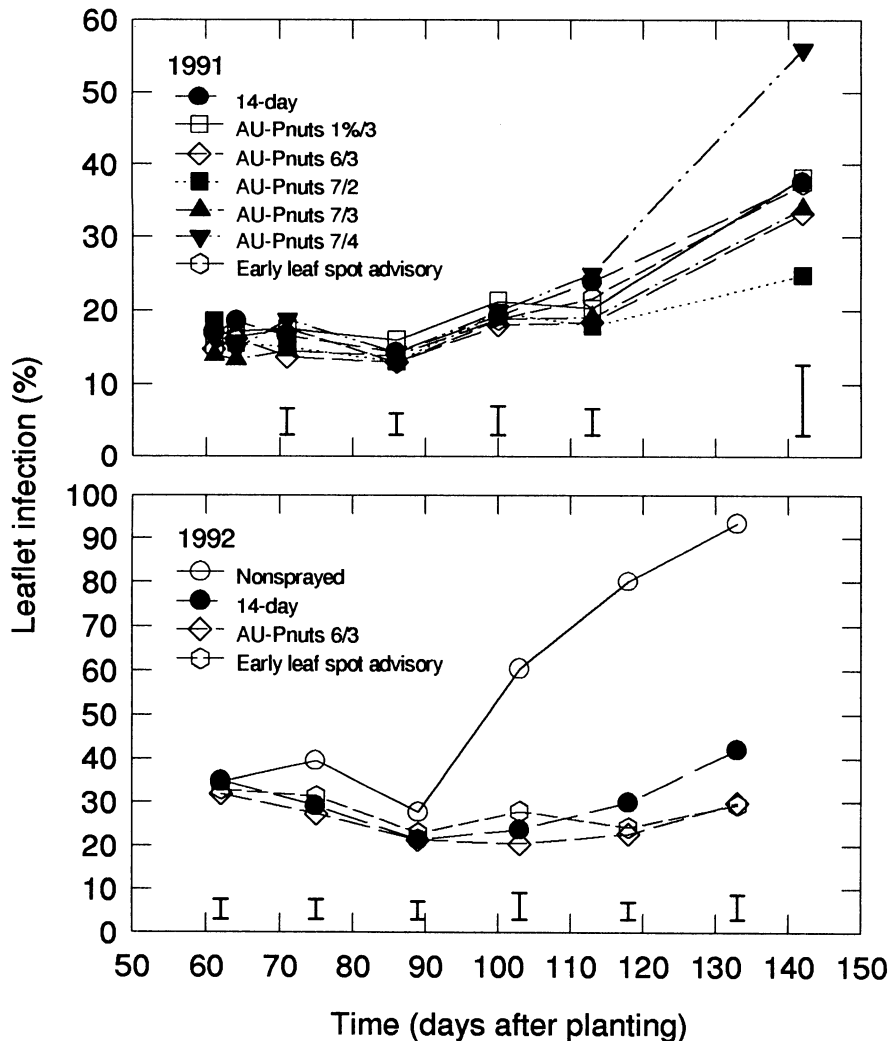 Leaflet infection (%)
60
50
40
30
20
10
0
1991
14-day
AU-Pnuts 1%/3
AU-Pnuts 6/3
AU-Pnuts 7/2
AU-Pnuts 7/3
AU-Pnuts 7/4
Early leaf spot advisory
100
90
80
70
60
50
40
30
20
10
0
1992
Nonsprayed
14-day
AU-Pnuts 6/3
Early leaf spot advisory
50 60 70 80 90 100 110 120 130 140 150
Time (days after planting)